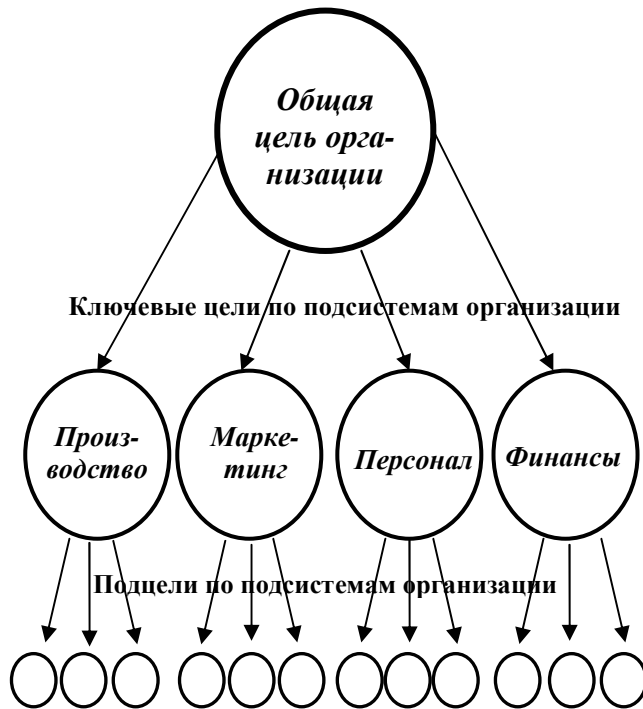 Общая
цель орга-
низации
Ключевые цели по подсистемам организации
Произ-
водство
Марке-
тинг
Персонал
Финансы
Подцели по подсистемам организации